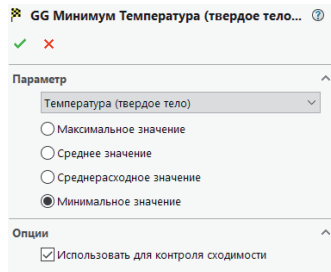 GG Минимум Температура (твердое тело...
Параметр
Температура (твердое тело)
Максимальное значение
Среднее значение
Среднерасходное значение
Минимальное значение
Опции
Использовать для контроля сходимости